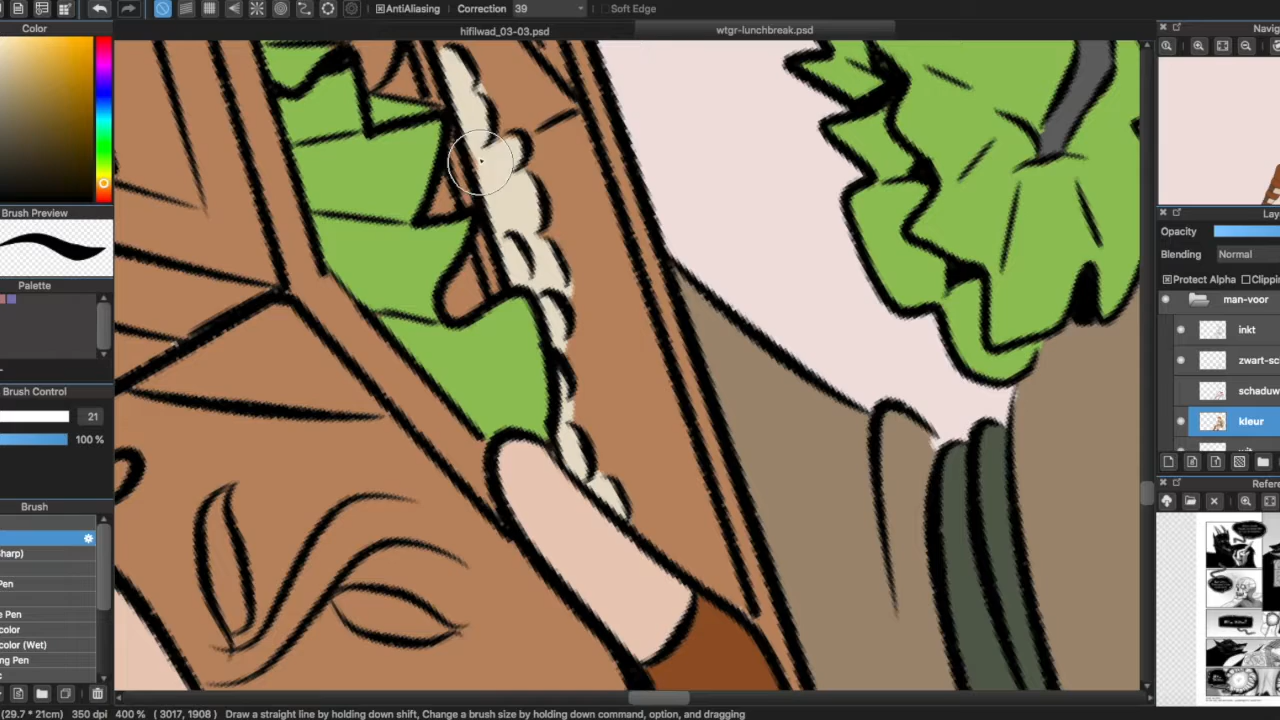 AntiAliasing Correction 39 Soft Edge
Color
hifilwad_03-03.psd
wtgr-lunchbreak.psd
Navig
Brush Preview
Palette
Lay
Opacity
Blending Normal
Protect Alpha Clippin
man-voor
inkt
zwart-sc
schaduw
kleur
Brush Control
21
100 %
Refere
Brush
Sharp)
Pen
e Pen
color
color (Wet)
ng Pen
(29.7 * 21cm) 350 dpi 400 % ( 3017, 1908 ) Draw a straight line by holding down shift, Change a brush size by holding down command, option, and dragging